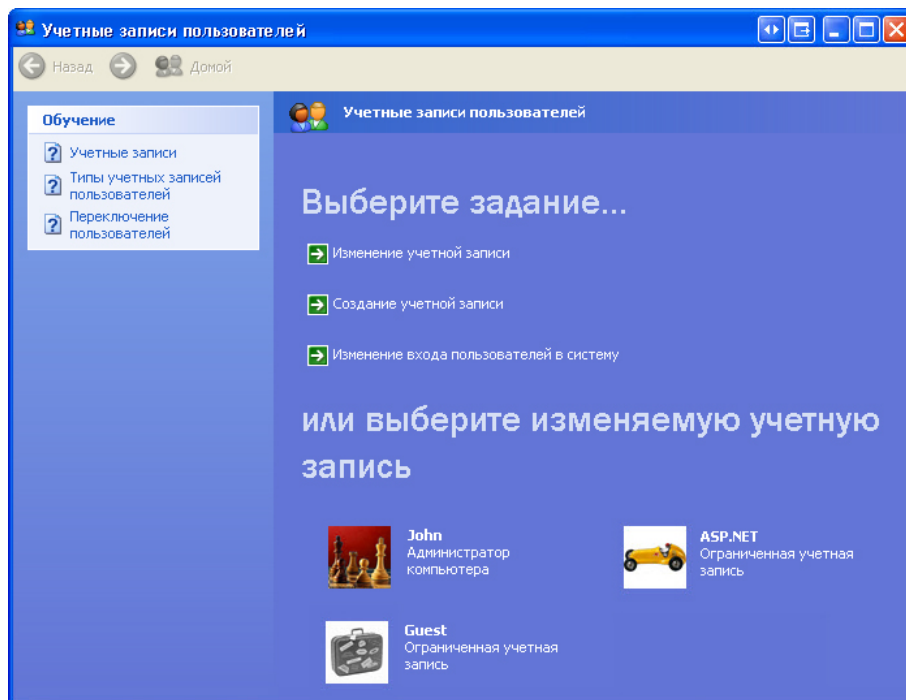 Учетные записи пользователей
Назад
Домой
Обучение
Учетные записи
Типы учетных записей
пользователей
Переключение
пользователей
Учетные записи пользователей
Выберите задание...
Изменение учетной записи
Создание учетной записи
Изменение входа пользователей в систему
или выберите изменяемую учетную
запись
John
Администратор
компьютера
ASP.NET
Ограниченная учетная
запись
Guest
Ограниченная учетная
запись